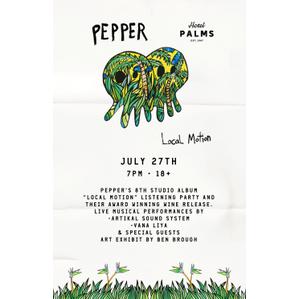 PEPPER
Hotel
PALMS
EST. 1947
Local Motion
JULY 27TH
7PM - 18+
PEPPER'S 8TH STUDIO ALBUM
"LOCAL MOTION" LISTENING PARTY AND
THEIR AWARD WINNING WINE RELEASE.
LIVE MUSICAL PERFORMANCES BY
-ARTIKAL SOUND SYSTEM
-VANA LIYA
& SPECIAL GUESTS
ART EXHIBIT BY BEN BROUGH